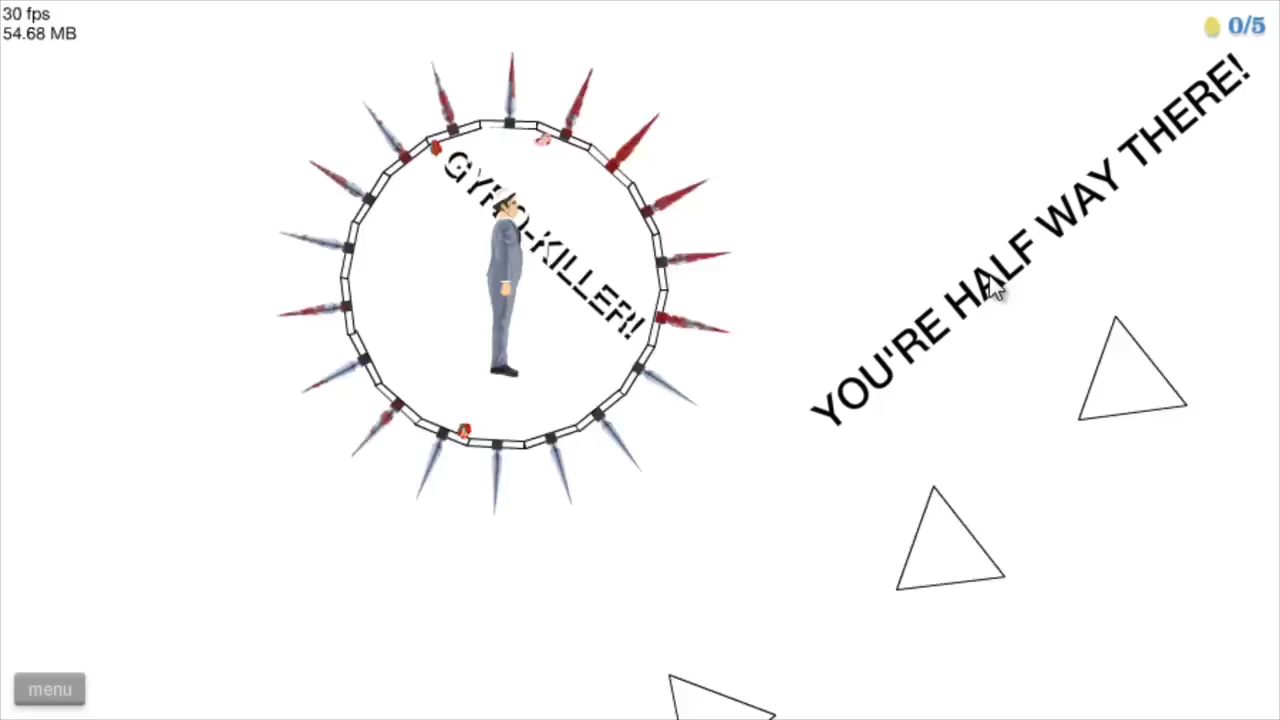 30 fps
54.68 MB
0/5
GYRO-KILLER!
YOU'RE HALF WAY THERE!
menu